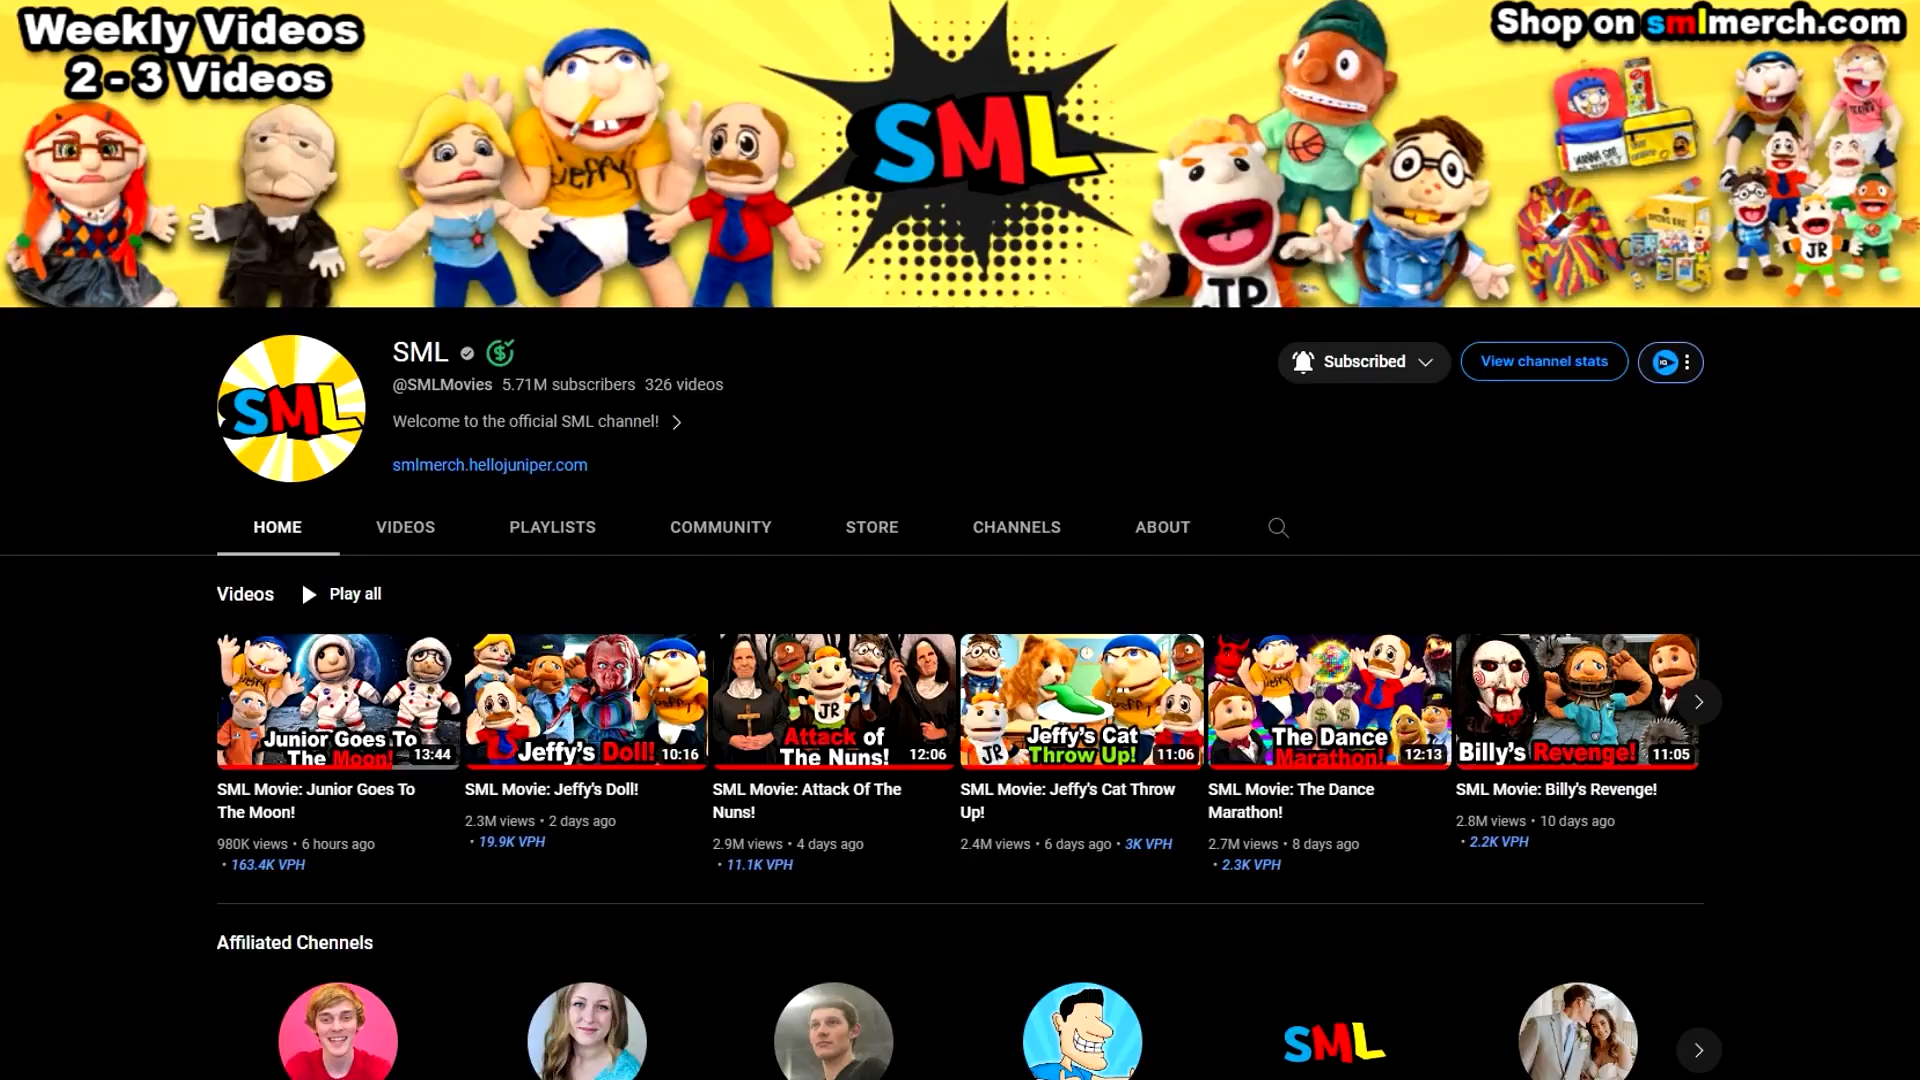 Weekly Videos
2 - 3 Videos
Shop on smlmerch.com
SML
Jeffy
JR
JR
SML
SML
@SMLMovies 5.71M subscribers 326 videos
Welcome to the official SML channel!
smlmerch.hellojuniper.com
Subscribed
View channel stats
HOME
VIDEOS
PLAYLISTS
COMMUNITY
STORE
CHANNELS
ABOUT
Videos
Play all
Junior Goes To
The Moon!
13:44
Jeffy's Doll!
10:16
JR
Attack of
The Nuns!
12:06
JR
Jeffy's Cat
Throw Up!
11:06
The Dance
Marathon!
12:13
Billy's Revenge!
11:05
SML Movie: Junior Goes To
The Moon!
980K views • 6 hours ago
• 163.4K VPH
SML Movie: Jeffy's Doll!
2.3M views • 2 days ago
• 19.9K VPH
SML Movie: Attack Of The
Nuns!
2.9M views • 4 days ago
• 11.1K VPH
SML Movie: Jeffy's Cat Throw
Up!
2.4M views • 6 days ago • 3K VPH
SML Movie: The Dance
Marathon!
2.7M views • 8 days ago
• 2.3K VPH
SML Movie: Billy's Revenge!
2.8M views • 10 days ago
• 2.2K VPH
Affiliated Chennels
SML